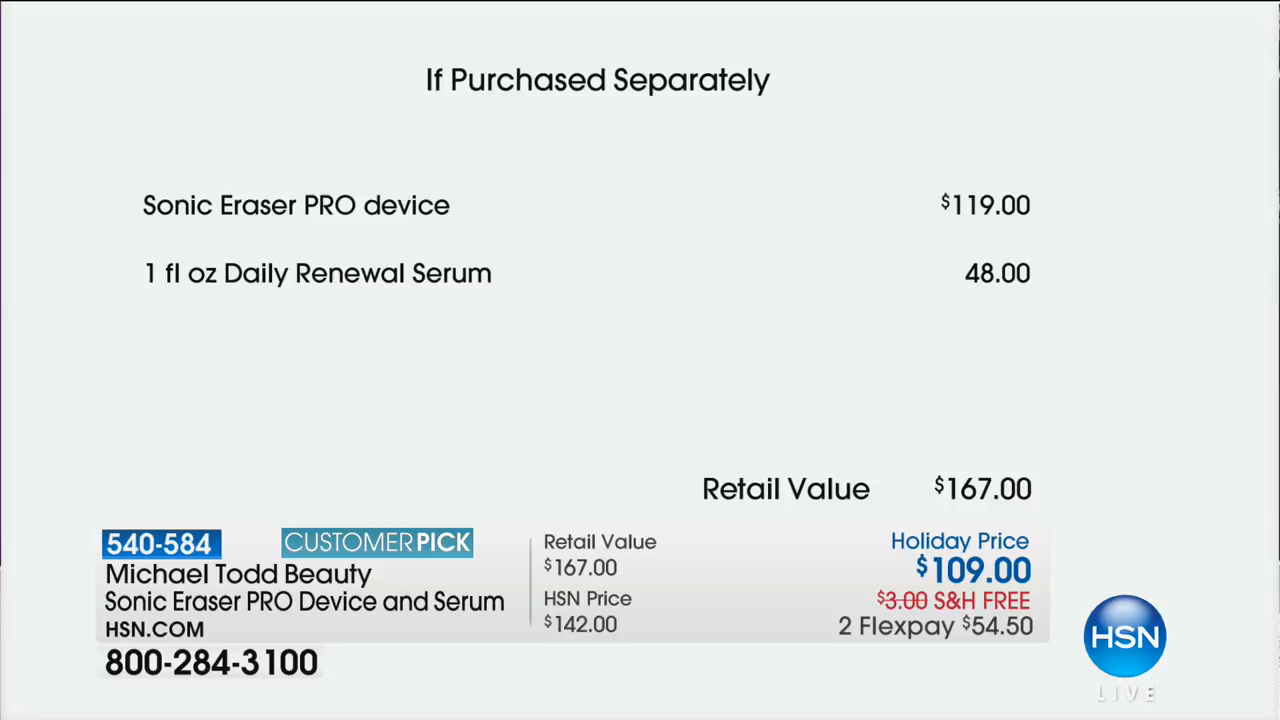 If Purchased Separately
Sonic Eraser PRO device $119.00
1 fl oz Daily Renewal Serum 48.00
Retail Value $167.00
540-584 CUSTOMERPICK
Michael Todd Beauty
Sonic Eraser PRO Device and Serum
HSN.COM
800-284-3100
Retail Value
$167.00
HSN Price
$142.00
Holiday Price
$109.00
$3.00 S&H FREE
2 Flexpay $54.50
HSN
LIVE